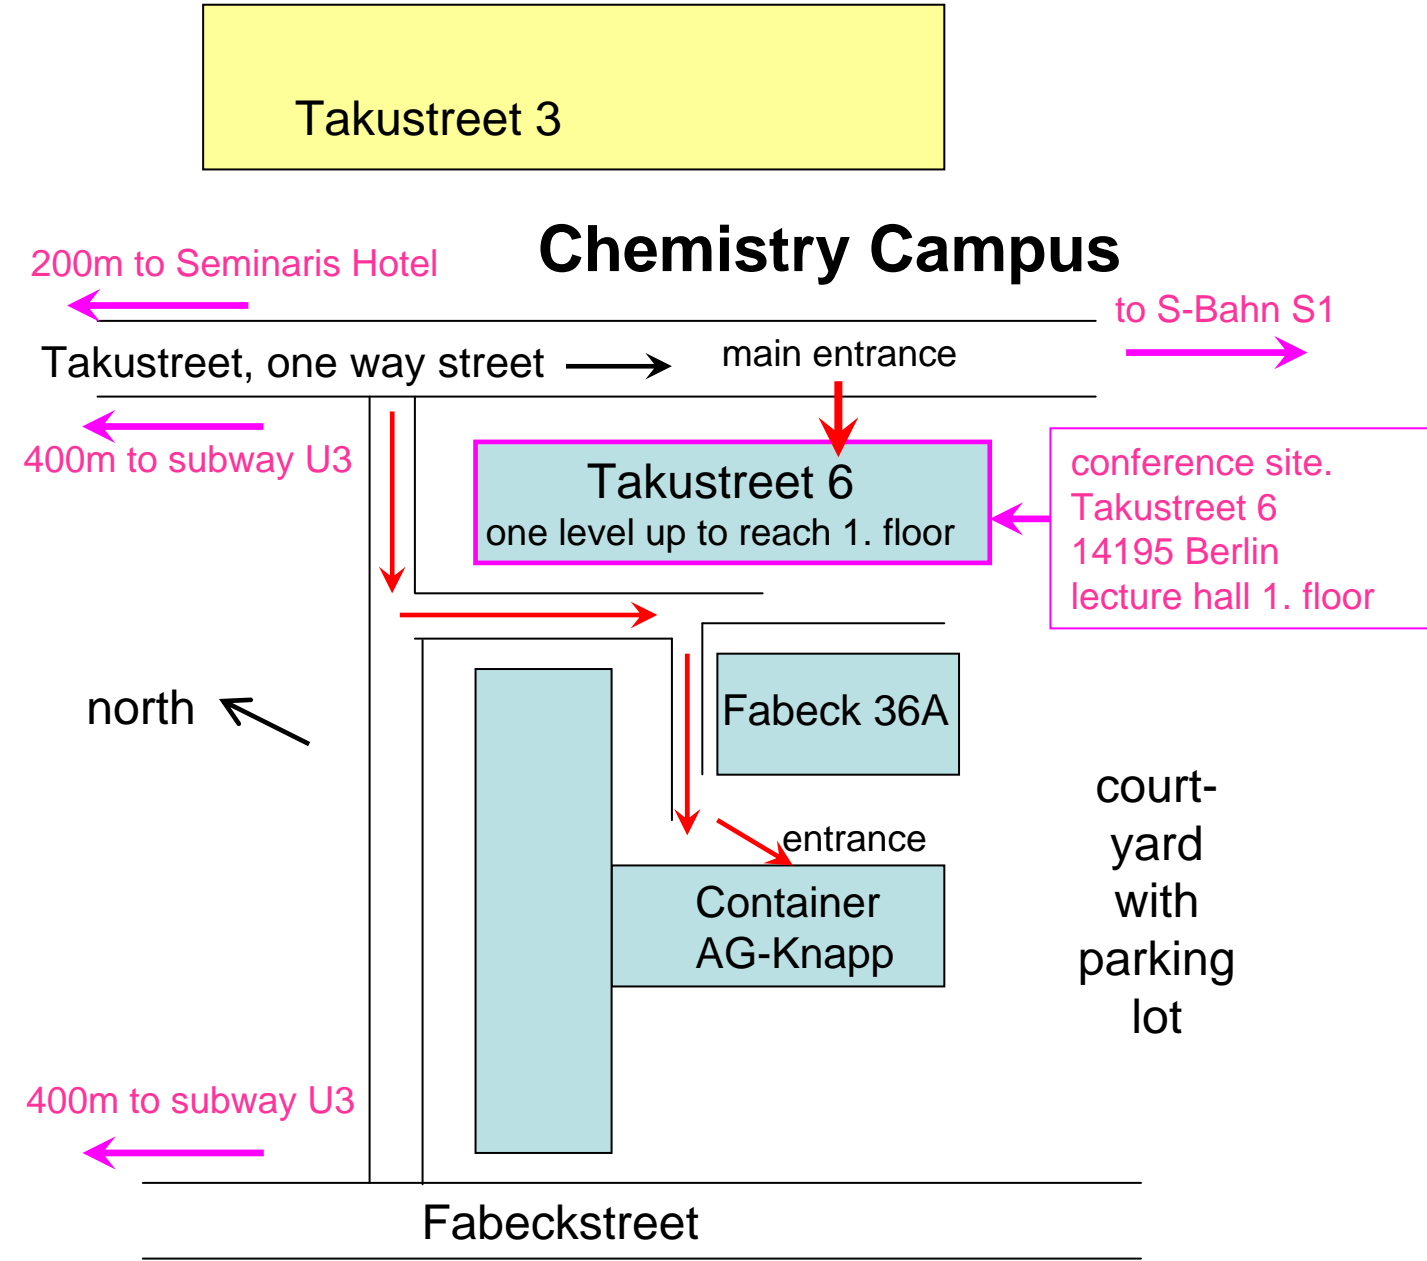 Takustreet 3
Chemistry Campus
200m to Seminaris Hotel
to S-Bahn S1
Takustreet, one way street
main entrance
400m to subway U3
Takustreet 6
one level up to reach 1. floor
conference site.
Takustreet 6
14195 Berlin
lecture hall 1. floor
north
Fabeck 36A
court-
yard
with
parking
lot
entrance
Container
AG-Knapp
400m to subway U3
Fabeckstreet